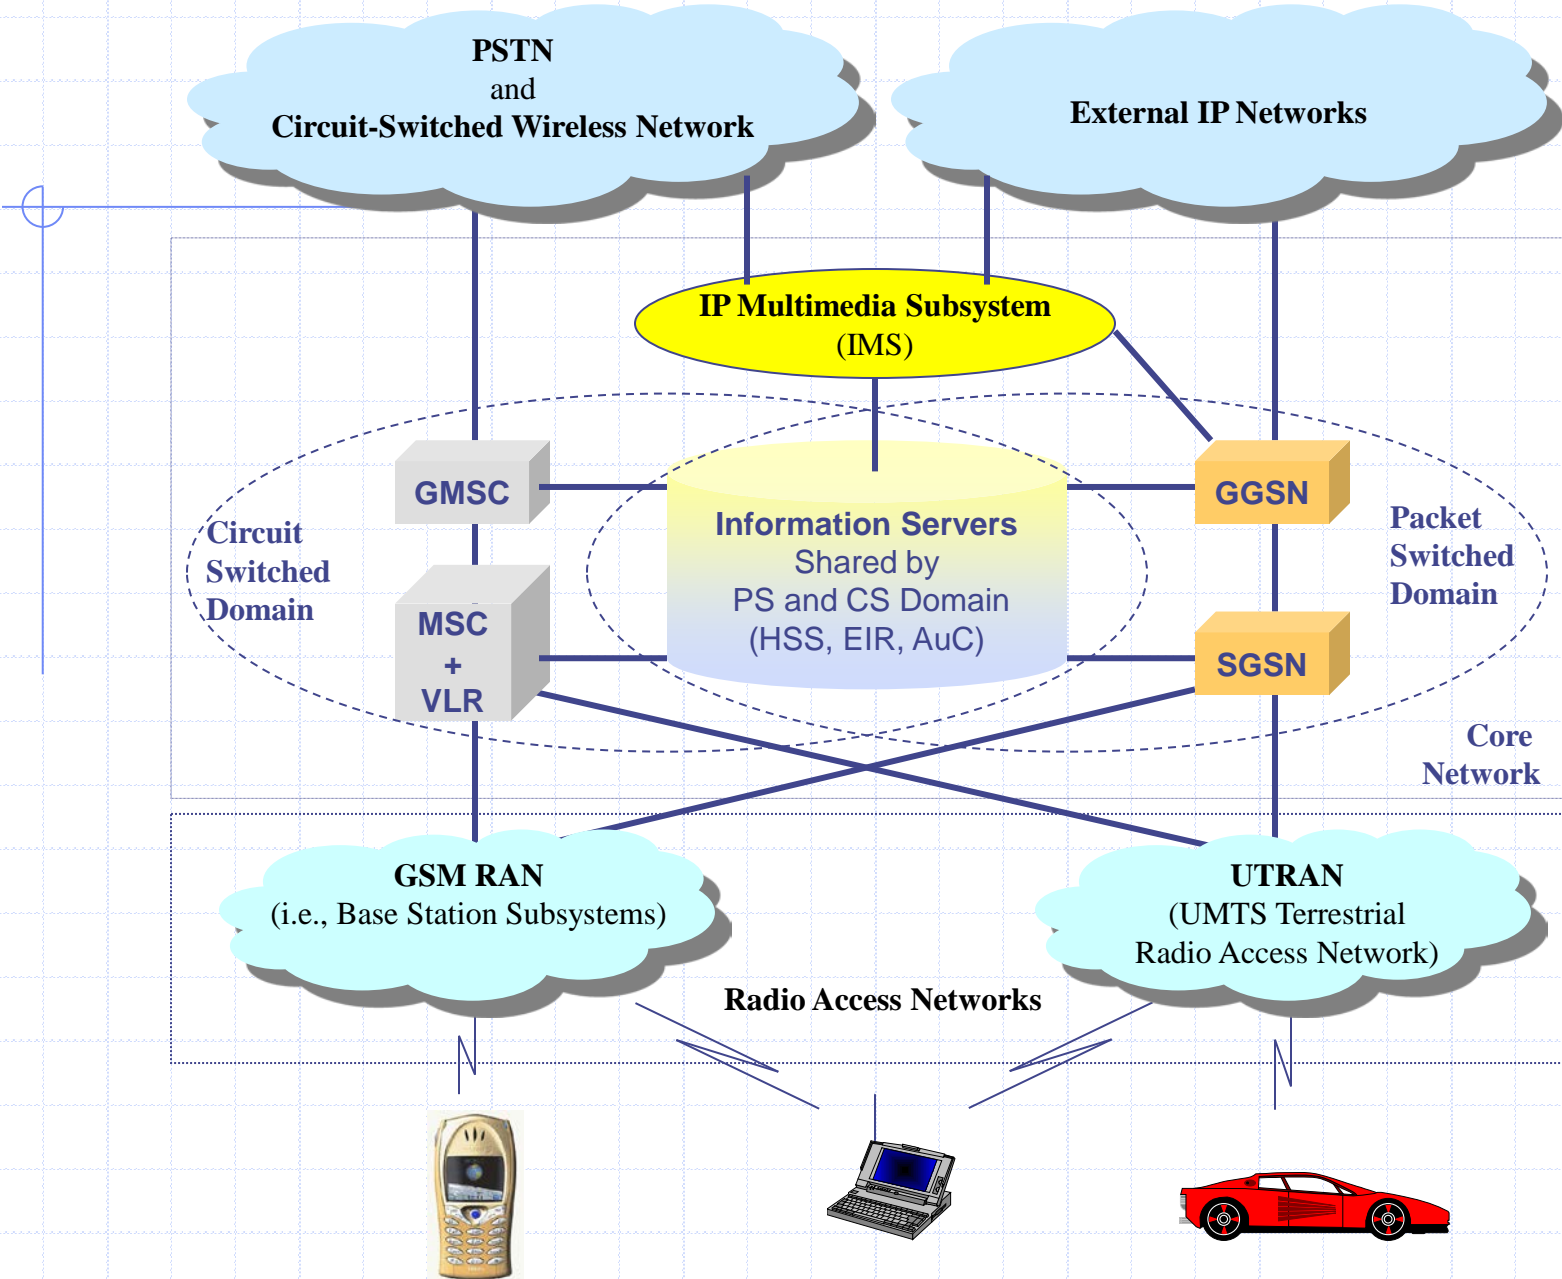 PSTN
and
Circuit-Switched Wireless Network
External IP Networks
IP Multimedia Subsystem
(IMS)
GMSC
GGSN
Information Servers
Shared by
PS and CS Domain
(HSS, EIR, AuC)
Circuit
Switched
Domain
Packet
Switched
Domain
MSC
+
VLR
SGSN
Core
Network
GSM RAN
(i.e., Base Station Subsystems)
UTRAN
(UMTS Terrestrial
Radio Access Network)
Radio Access Networks